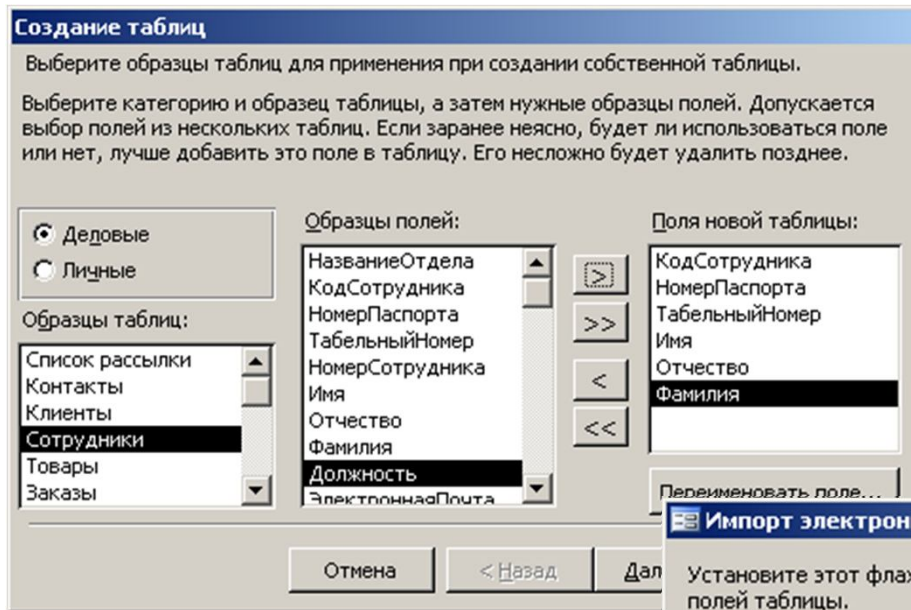 Создание таблиц
Выберите образцы таблиц для применения при создании собственной таблицы.
Выберите категорию и образец таблицы, а затем нужные образцы полей. Допускается
выбор полей из нескольких таблиц. Если заранее неясно, будет ли использоваться поле
или нет, лучше добавить это поле в таблицу. Его несложно будет удалить позднее.
Деловые
Личные
Образцы таблиц:
Список рассылки
Контакты
Клиенты
Сотрудники
Товары
Заказы
Образцы полей:
НазваниеОтдела
КодСотрудника
НомерПаспорта
ТабельныйНомер
НомерСотрудника
Имя
Отчество
Фамилия
Должность
ЭлектроннаяПочта
>
>>
<
<<
Поля новой таблицы:
КодСотрудника
НомерПаспорта
ТабельныйНомер
Имя
Отчество
Фамилия
Переименовать поле...
Отмена
< Назад
Дал
Импорт электрон
Установите этот флаж
полей таблицы.